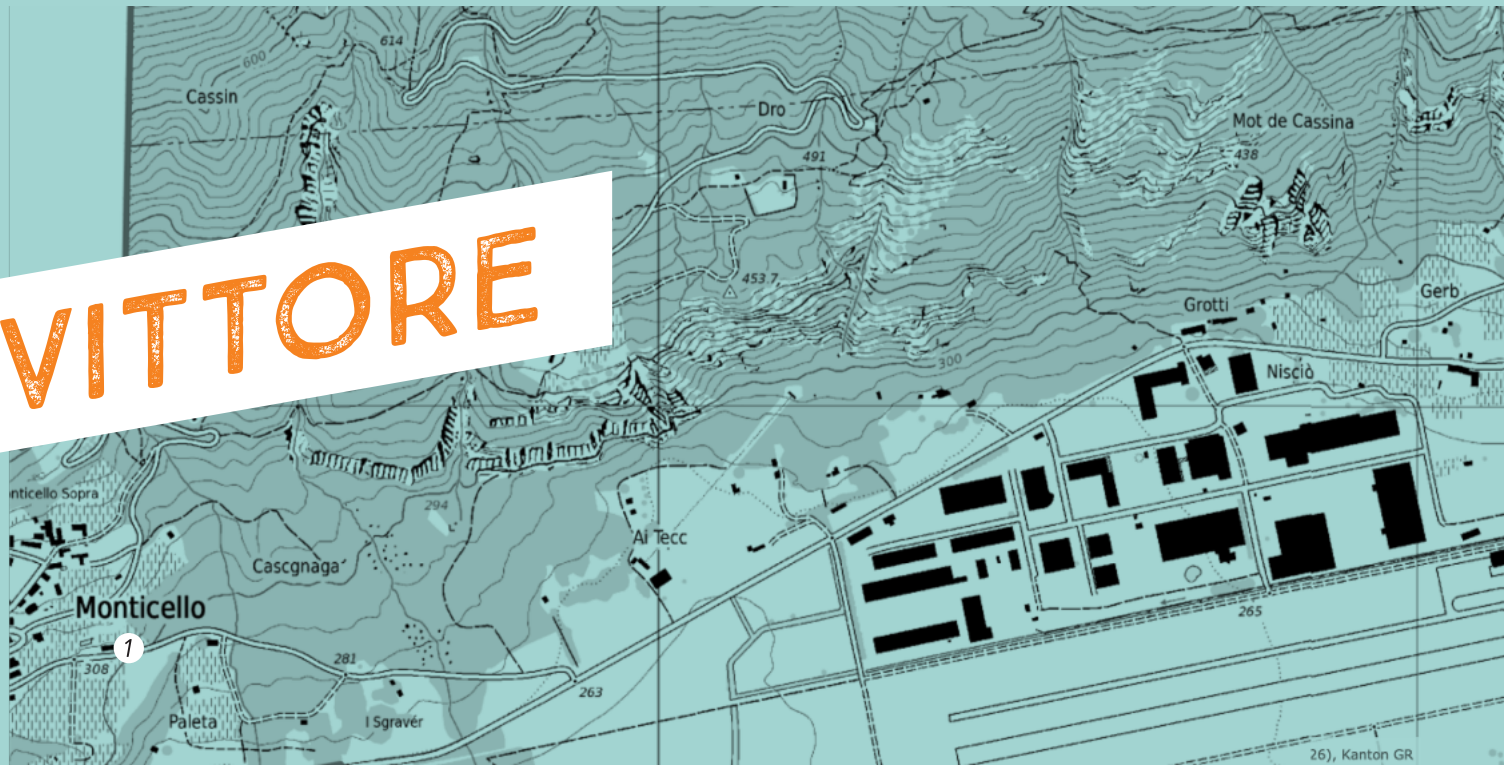 614
600
Cassin
Dro
Mot de Cassina
491
438
VITTORE
453.7
Gerb
Grotti
300
Nisciò
nticello Sopra
294
Ai Tecc
Cascgnaga
Monticello
265
1
308
281
263
Paleta
I Sgravér
26), Kanton GR